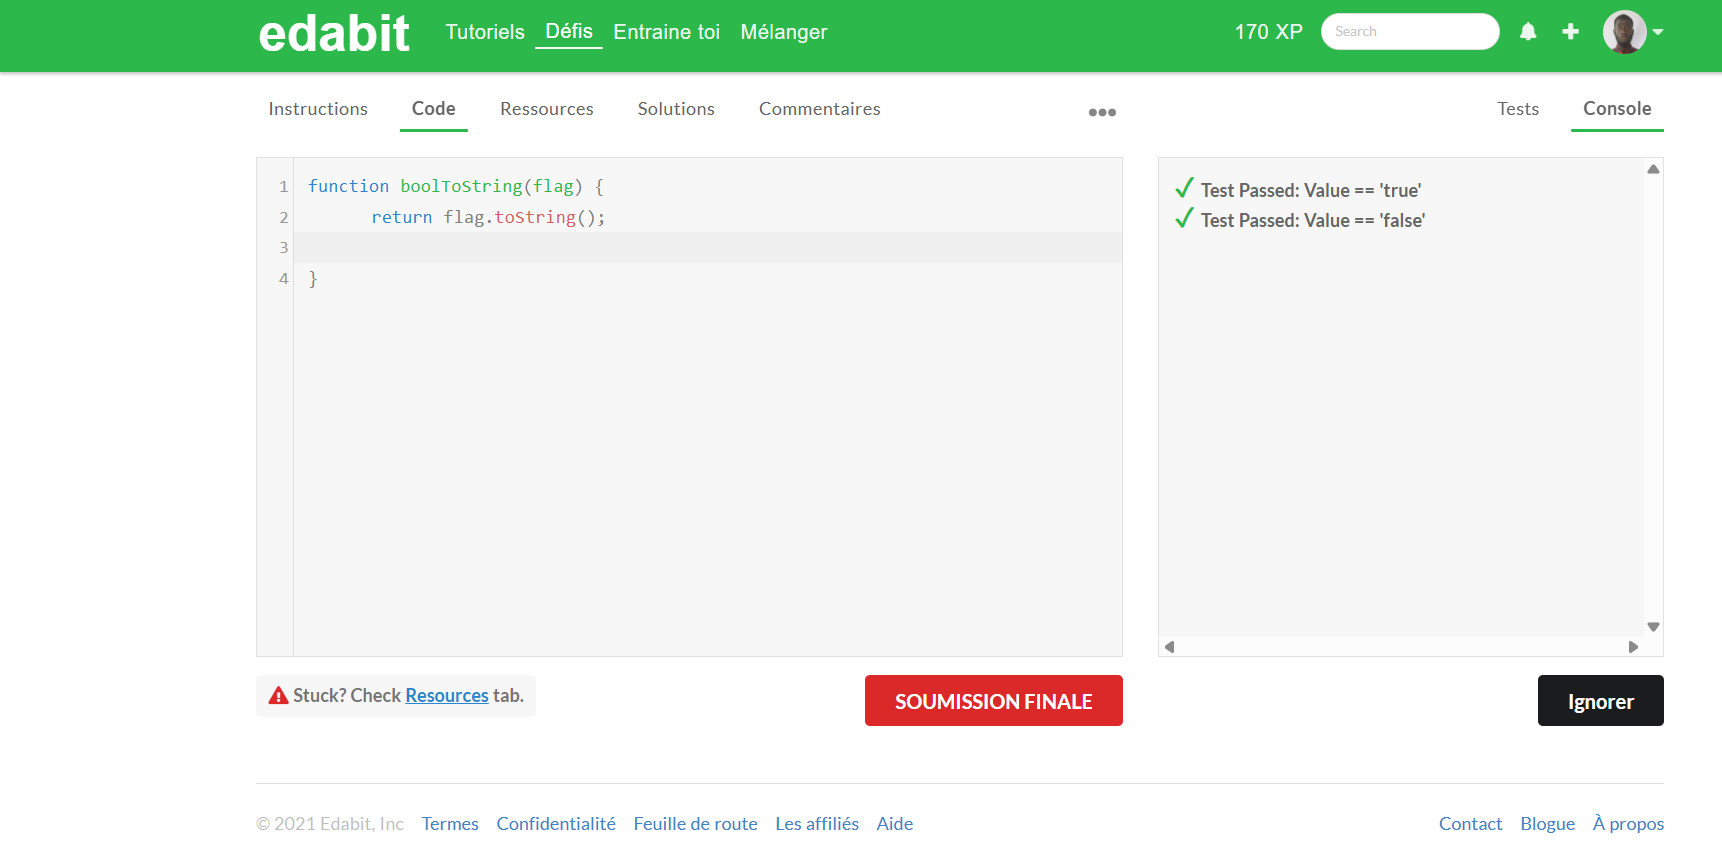 edabit Tutoriels Défis Entraine toi Mélanger 170 XP Search
Instructions Code Ressources Solutions Commentaires ••• Tests Console
1 function boolToString(flag) {
2 return flag.toString();
3
4 }
✓ Test Passed: Value == 'true'
✓ Test Passed: Value == 'false'
Stuck? Check Resources tab. SOUMISSION FINALE Ignorer
© 2021 Edabit, Inc Termes Confidentialité Feuille de route Les affiliés Aide Contact Blogue À propos